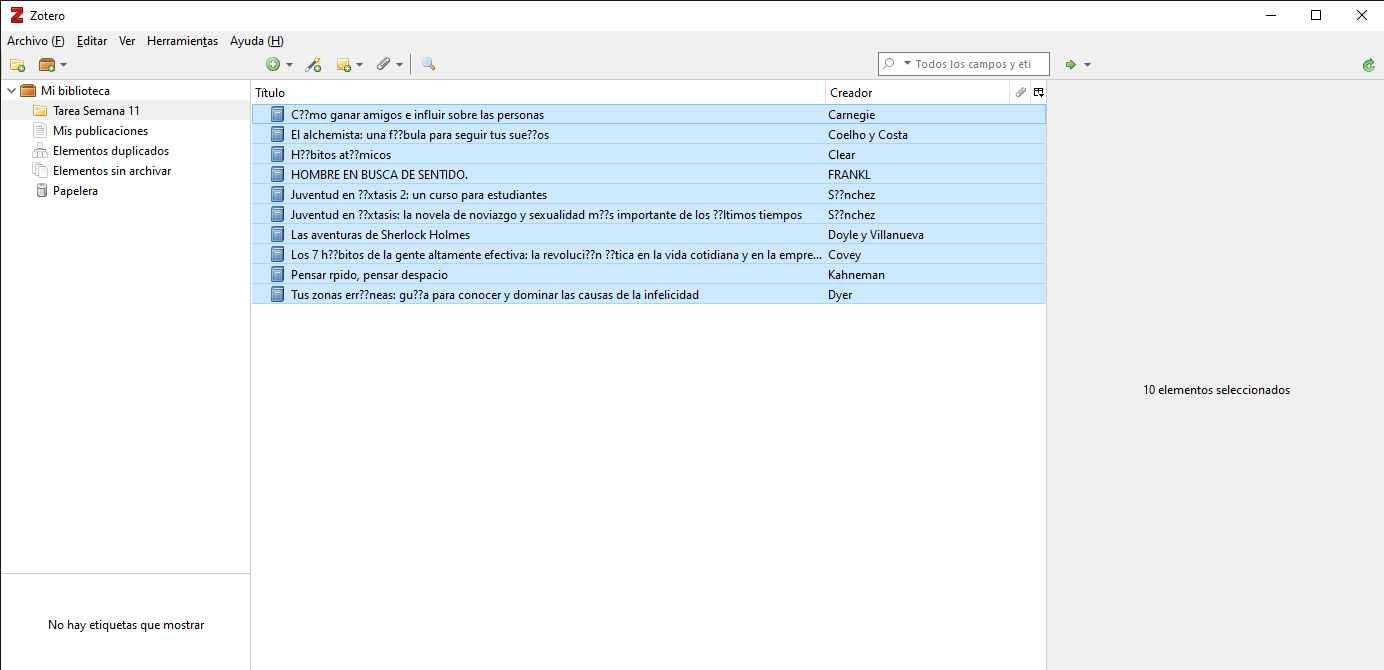 Zotero
Archivo (F) Editar Ver Herramientas Ayuda (H)
Todos los campos y eti
Mi biblioteca
Tarea Semana 11
Mis publicaciones
Elementos duplicados
Elementos sin archivar
Papelera
No hay etiquetas que mostrar
Título Creador
C??mo ganar amigos e influir sobre las personas Carnegie
El alchemista: una f??bula para seguir tus sue??os Coelho y Costa
H??bitos at??micos Clear
HOMBRE EN BUSCA DE SENTIDO. FRANKL
Juventud en ??xtasis 2: un curso para estudiantes S??nchez
Juventud en ??xtasis: la novela de noviazgo y sexualidad m??s importante de los ??ltimos tiempos S??nchez
Las aventuras de Sherlock Holmes Doyle y Villanueva
Los 7 h??bitos de la gente altamente efectiva: la revoluci??n ??tica en la vida cotidiana y en la empre... Covey
Pensar rpido, pensar despacio Kahneman
Tus zonas err??neas: gu??a para conocer y dominar las causas de la infelicidad Dyer
10 elementos seleccionados